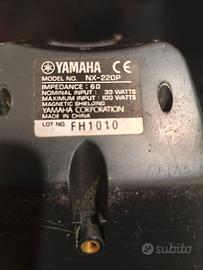 YAMAHA CE
MODEL NO. NX-220P
IMPEDANCE : 6Ω
NOMINAL INPUT : 30 WATTS
MAXIMUM INPUT : 100 WATTS
MAGNETIC SHIELDING
YAMAHA CORPORATION
MADE IN CHINA
LOT NO. FH1010
subito